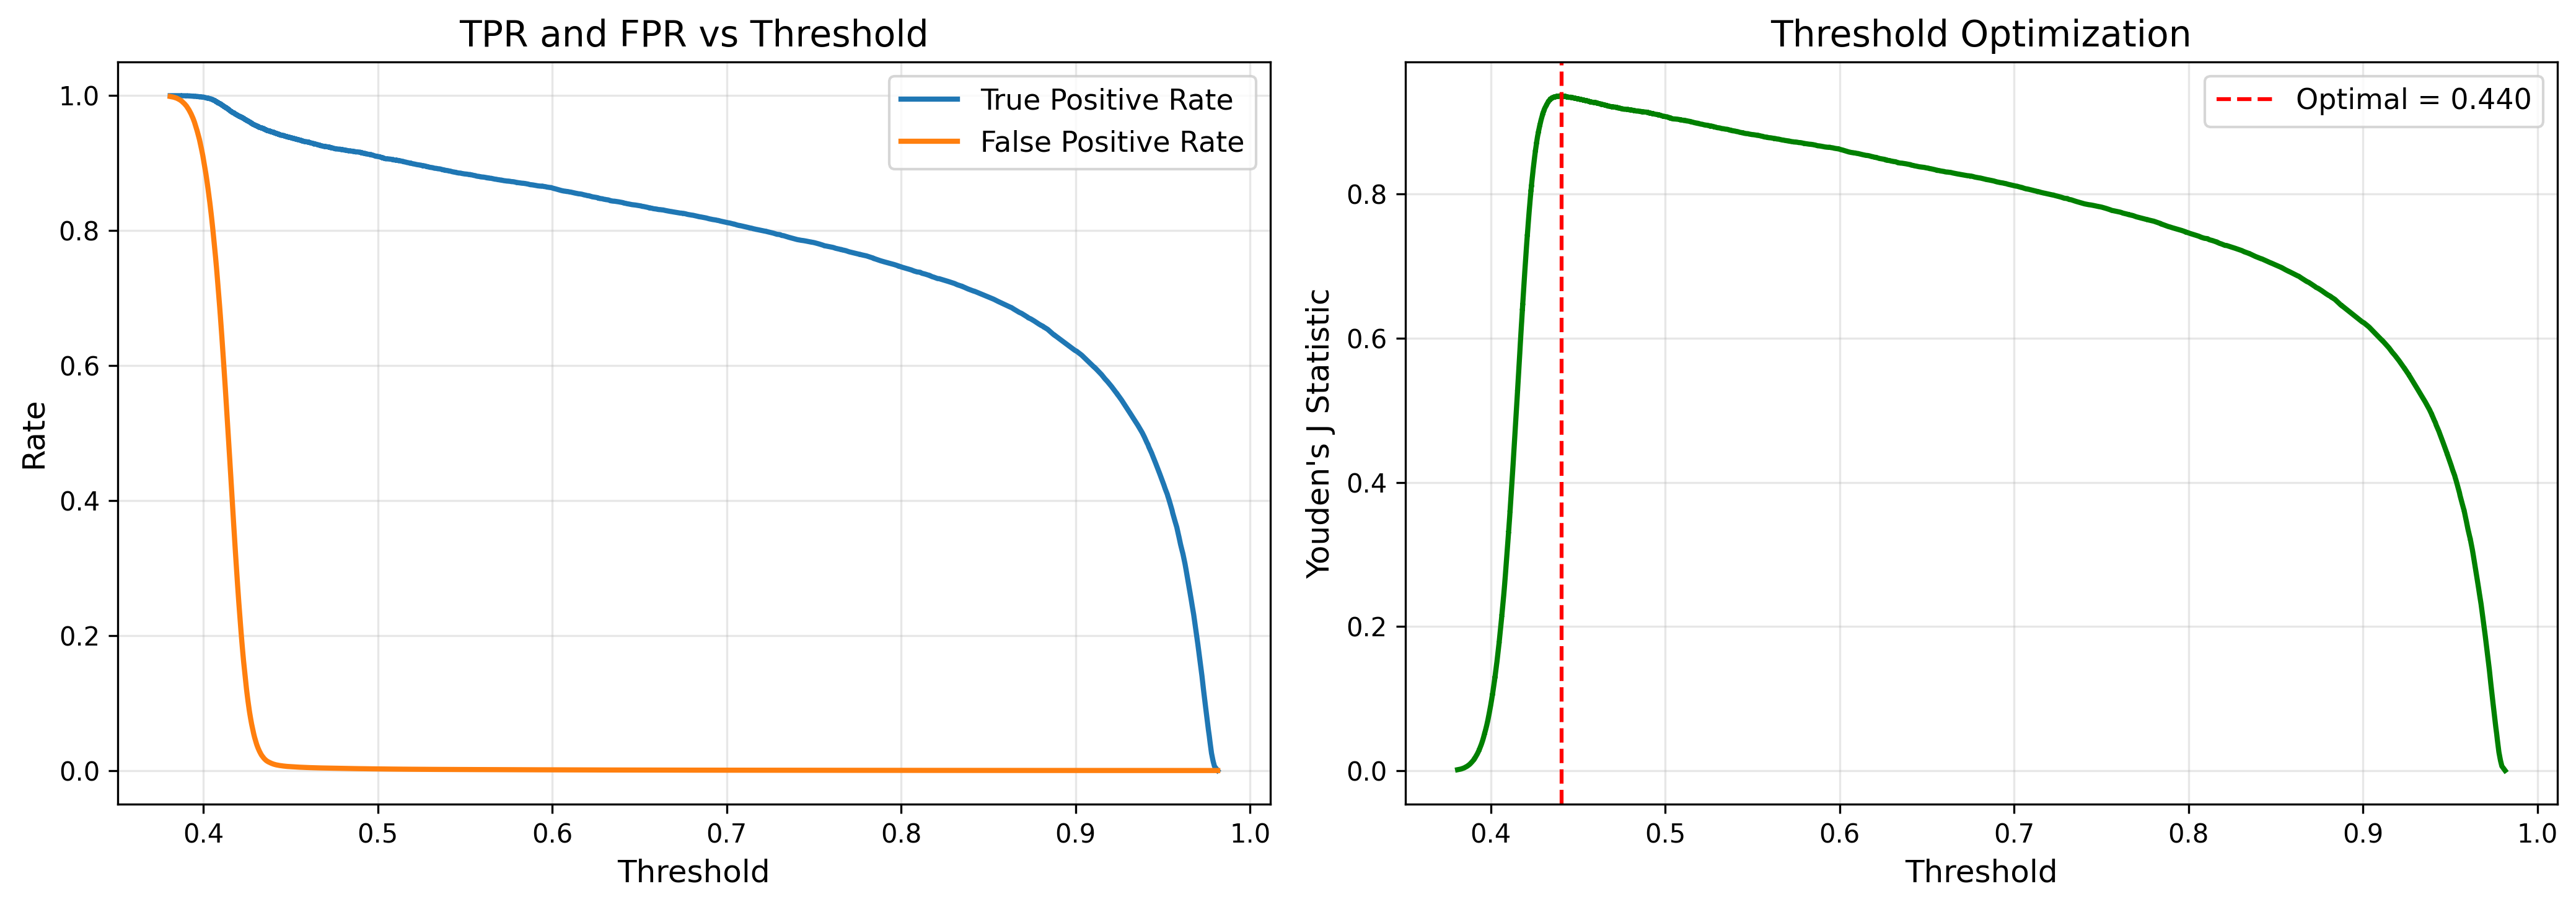 TPR and FPR vs Threshold
True Positive Rate
False Positive Rate
1.0
0.8
0.6
0.4
0.2
0.0
Rate
0.4 0.5 0.6 0.7 0.8 0.9 1.0
Threshold
Threshold Optimization
Optimal = 0.440
0.8
0.6
0.4
0.2
0.0
Youden's J Statistic
0.4 0.5 0.6 0.7 0.8 0.9 1.0
Threshold